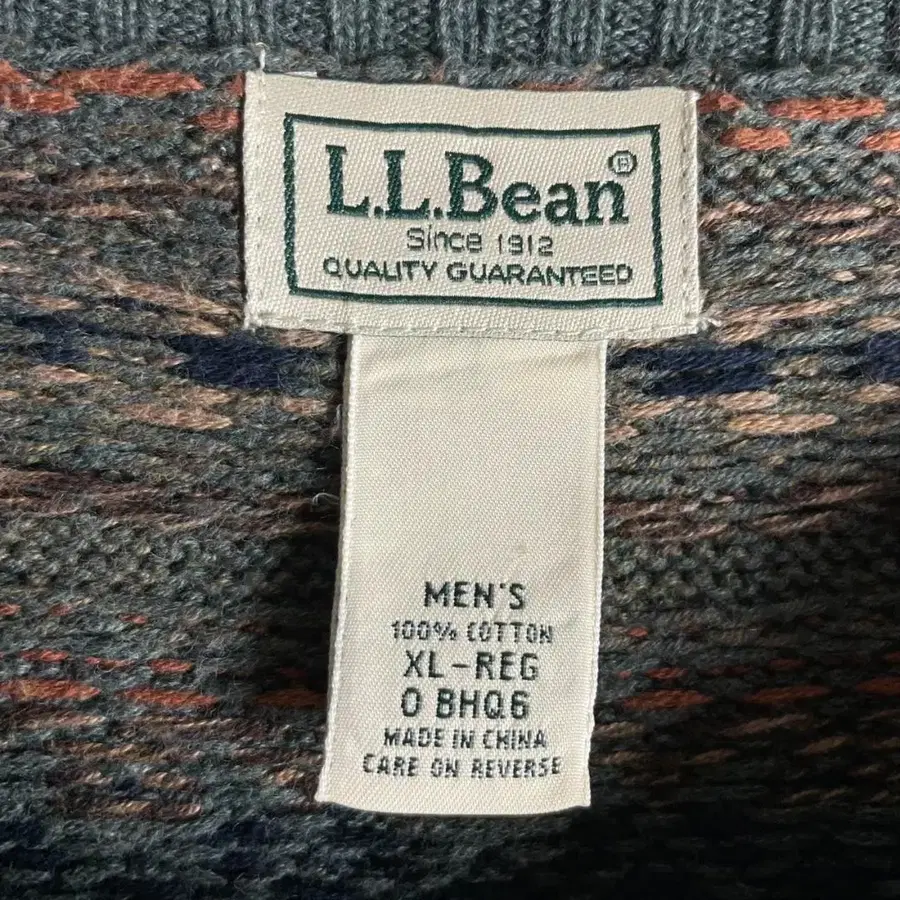 L.L.Bean®
Since 1912
QUALITY GUARANTEED
MEN'S
100% COTTON
XL-REG
0 BHQ6
MADE IN CHINA
CARE ON REVERSE